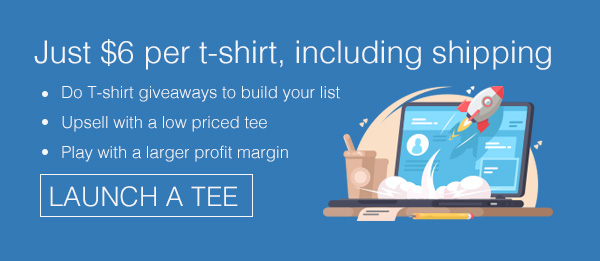 Just $6 per t-shirt, including shipping
Do T-shirt giveaways to build your list
Upsell with a low priced tee
Play with a larger profit margin
LAUNCH A TEE